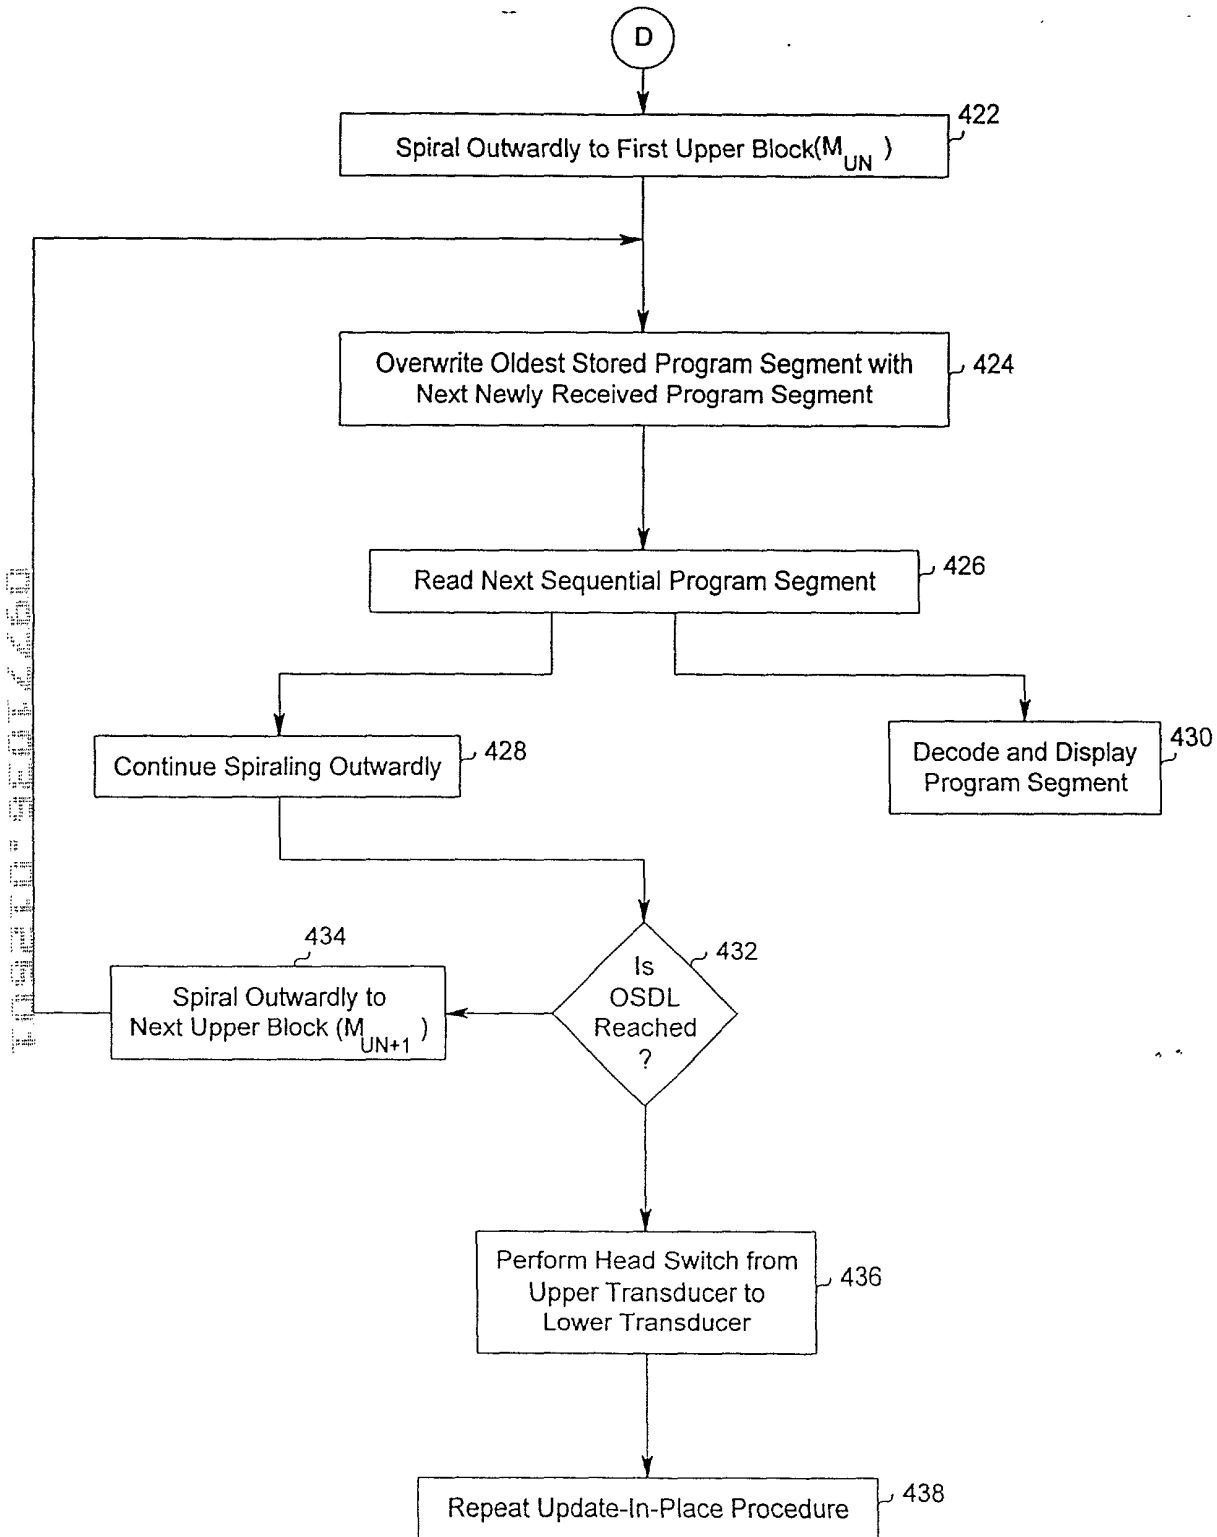 D
Spiral Outwardly to First Upper Block(M_UN)
422
Overwrite Oldest Stored Program Segment with
Next Newly Received Program Segment
424
Read Next Sequential Program Segment
426
Continue Spiraling Outwardly
428
Decode and Display
Program Segment
430
Is
OSDL
Reached
?
432
434
Spiral Outwardly to
Next Upper Block (M_UN+1)
Perform Head Switch from
Upper Transducer to
Lower Transducer
436
Repeat Update-In-Place Procedure
438